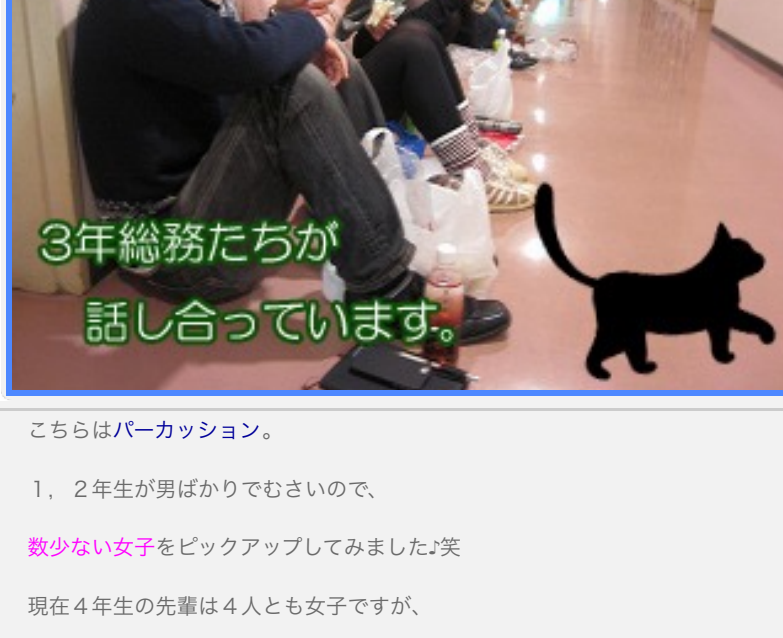 3年総務たちが
話し合っています。
こちらはパーカッション。
１，２年生が男ばかりでむさいので、
数少ない女子をピックアップしてみました♪笑
現在４年生の先輩は４人とも女子ですが、